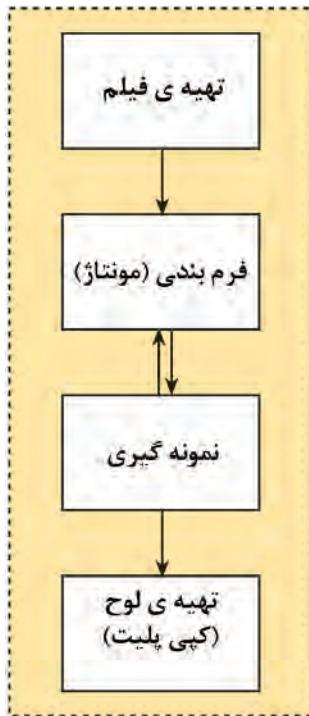 تهیه ی فیلم
فرم بندی (مونتاژ)
نمونه گیری
تهیه ی لوح
(کپی پلیت)